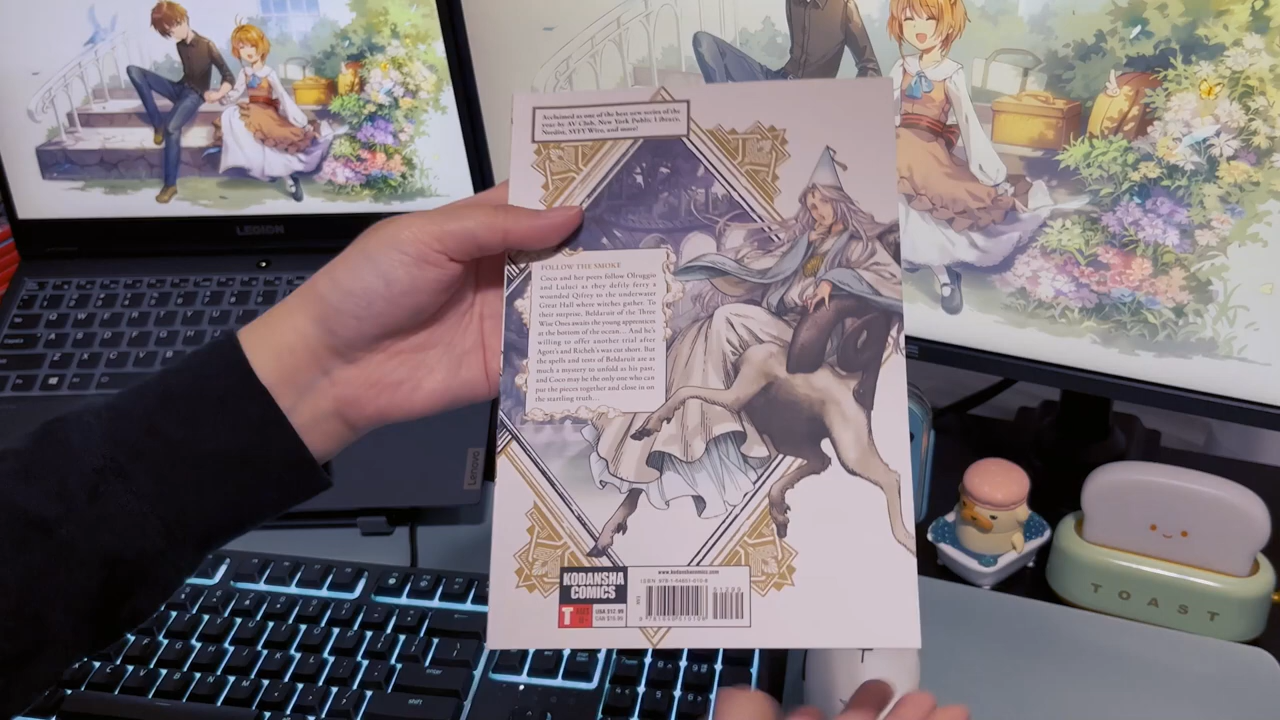 LEGION
Lenovo
Acclaimed as one of the best new series of the
year by AV Club, New York Public Library,
Nerdist, SYFY Wire, and more!
FOLLOW THE SMOKE
Coco and her peers follow Olruggio
and Luluci as they deftly ferry a
wounded Qifrey to the underwater
Great Hall where witches gather. To
their surprise, Beldaruit of the Three
Wise Ones awaits the young apprentices
at the bottom of the ocean... And he's
willing to offer another trial after
Agott's and Richeh's was cut short. But
the spells and tests of Beldaruit are as
much a mystery to unfold as his past,
and Coco may be the only one who can
put the pieces together and close in on
the startling truth...
KODANSHA
COMICS
T
www.kodanshacomics.com
51299
TOAST